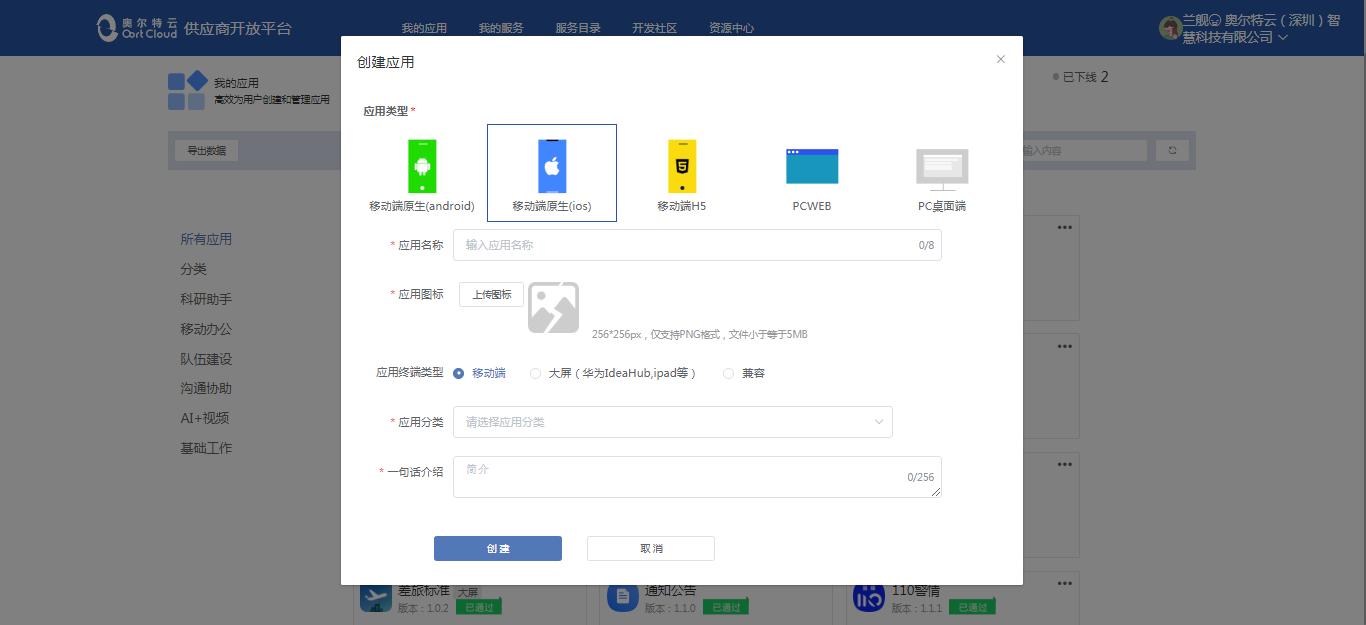 奥尔特云
Oort Cloud
供应商开放平台
我的应用
我的服务
服务目录
开发社区
资源中心
兰舰 奥尔特云（深圳）智
慧科技有限公司
我的应用
高效为用户创建和管理应用
已下线 2
导出数据
输入内容
所有应用
分类
科研助手
移动办公
队伍建设
沟通协助
AI+视频
基础工作
创建应用
应用类型 *
移动端原生(android)
移动端原生(ios)
移动端H5
PCWEB
PC桌面端
* 应用名称
输入应用名称
0/8
* 应用图标
上传图标
256*256px，仅支持PNG格式，文件小于等于5MB
应用终端类型
移动端
大屏（华为IdeaHub,ipad等）
兼容
* 应用分类
请选择应用分类
* 一句话介绍
简介
0/256
创建
取消
差旅标准
大屏
版本：1.0.2
已通过
通知公告
版本：1.1.0
已通过
110
110警情
版本：1.1.1
已通过